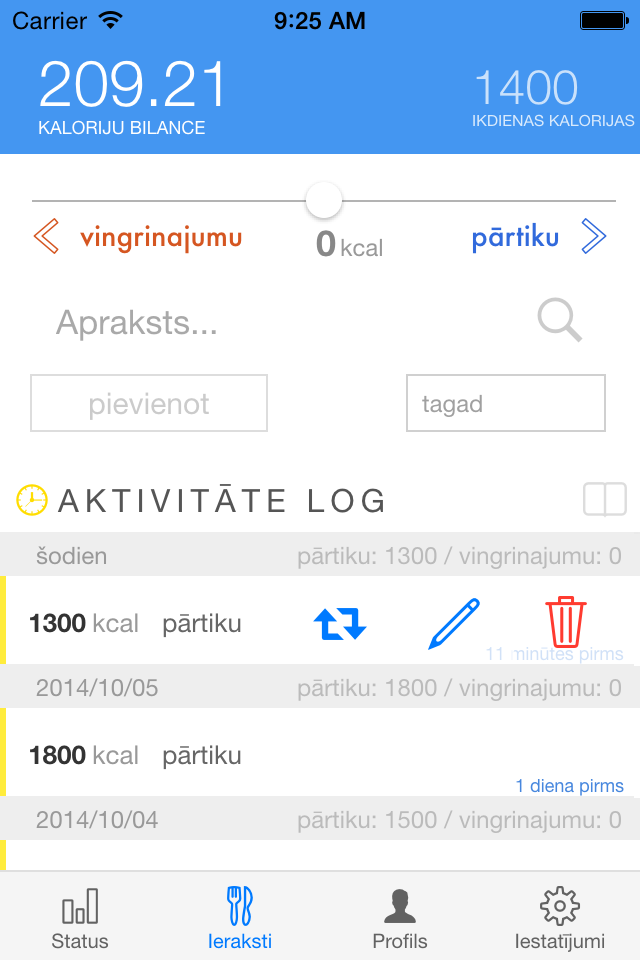 Carrier 9:25 AM
209.21 1400
KALORIJU BILANCE IKDIENAS KALORIJAS
vingrinajumu 0 kcal pārtiku
Apraksts...
pievienot tagad
AKTIVITĀTE LOG
šodien pārtiku: 1300 / vingrinajumu: 0
1300 kcal pārtiku
11 minūtes pirms
2014/10/05 pārtiku: 1800 / vingrinajumu: 0
1800 kcal pārtiku
1 diena pirms
2014/10/04 pārtiku: 1500 / vingrinajumu: 0
Status Ieraksti Profils Iestatījumi